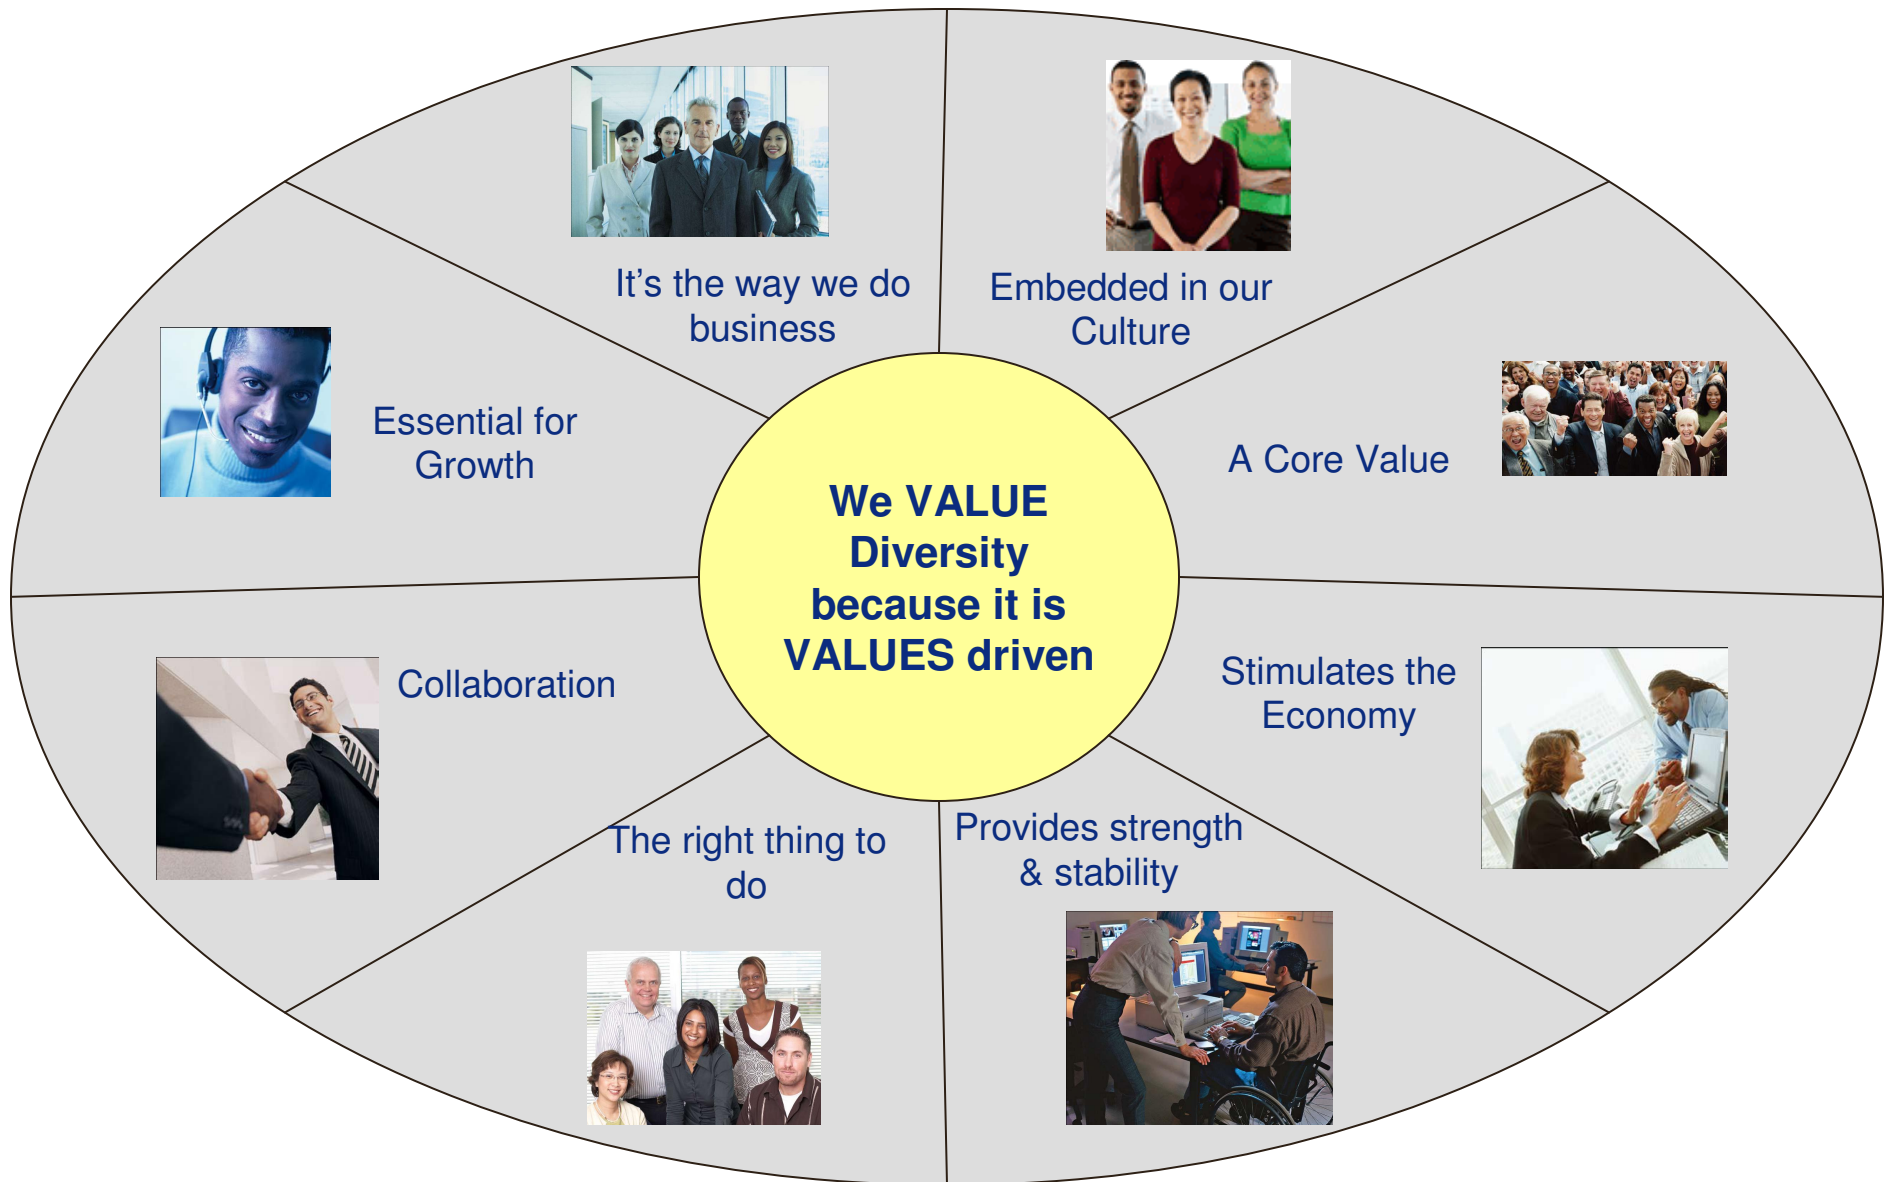 It’s the way we do
business
Embedded in our
Culture
Essential for
Growth
A Core Value
We VALUE
Diversity
because it is
VALUES driven
Collaboration
Stimulates the
Economy
The right thing to
do
Provides strength
& stability